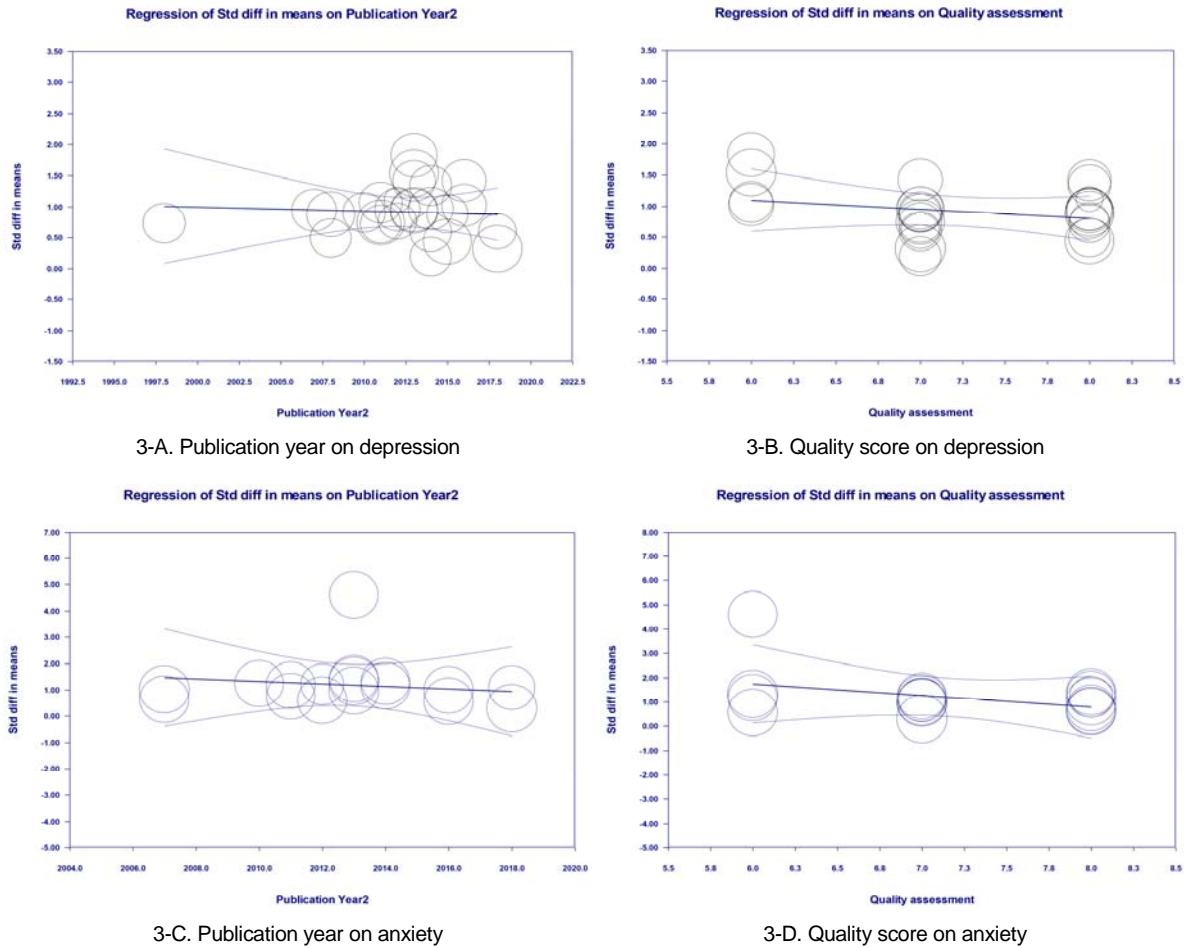 Regression of Std diff in means on Publication Year2
3.50
3.00
2.50
2.00
1.50
1.00
0.50
0.00
-0.50
-1.00
-1.50
Std diff in means
1992.5 1995.0 1997.5 2000.0 2002.5 2005.0 2007.5 2010.0 2012.5 2015.0 2017.5 2020.0 2022.5
Publication Year2
3-A. Publication year on depression
Regression of Std diff in means on Quality assessment
3.50
3.00
2.50
2.00
1.50
1.00
0.50
0.00
-0.50
-1.00
-1.50
Std diff in means
5.5 5.8 6.0 6.3 6.5 6.8 7.0 7.3 7.5 7.8 8.0 8.3 8.5
Quality assessment
3-B. Quality score on depression
Regression of Std diff in means on Publication Year2
7.00
6.00
5.00
4.00
3.00
2.00
1.00
0.00
-1.00
-2.00
-3.00
-4.00
-5.00
Std diff in means
2004.0 2006.0 2008.0 2010.0 2012.0 2014.0 2016.0 2018.0 2020.0
Publication Year2
3-C. Publication year on anxiety
Regression of Std diff in means on Quality assessment
8.00
7.00
6.00
5.00
4.00
3.00
2.00
1.00
0.00
-1.00
-2.00
-3.00
-4.00
-5.00
Std diff in means
5.5 5.8 6.0 6.3 6.5 6.8 7.0 7.3 7.5 7.8 8.0 8.3 8.5
Quality assessment
3-D. Quality score on anxiety